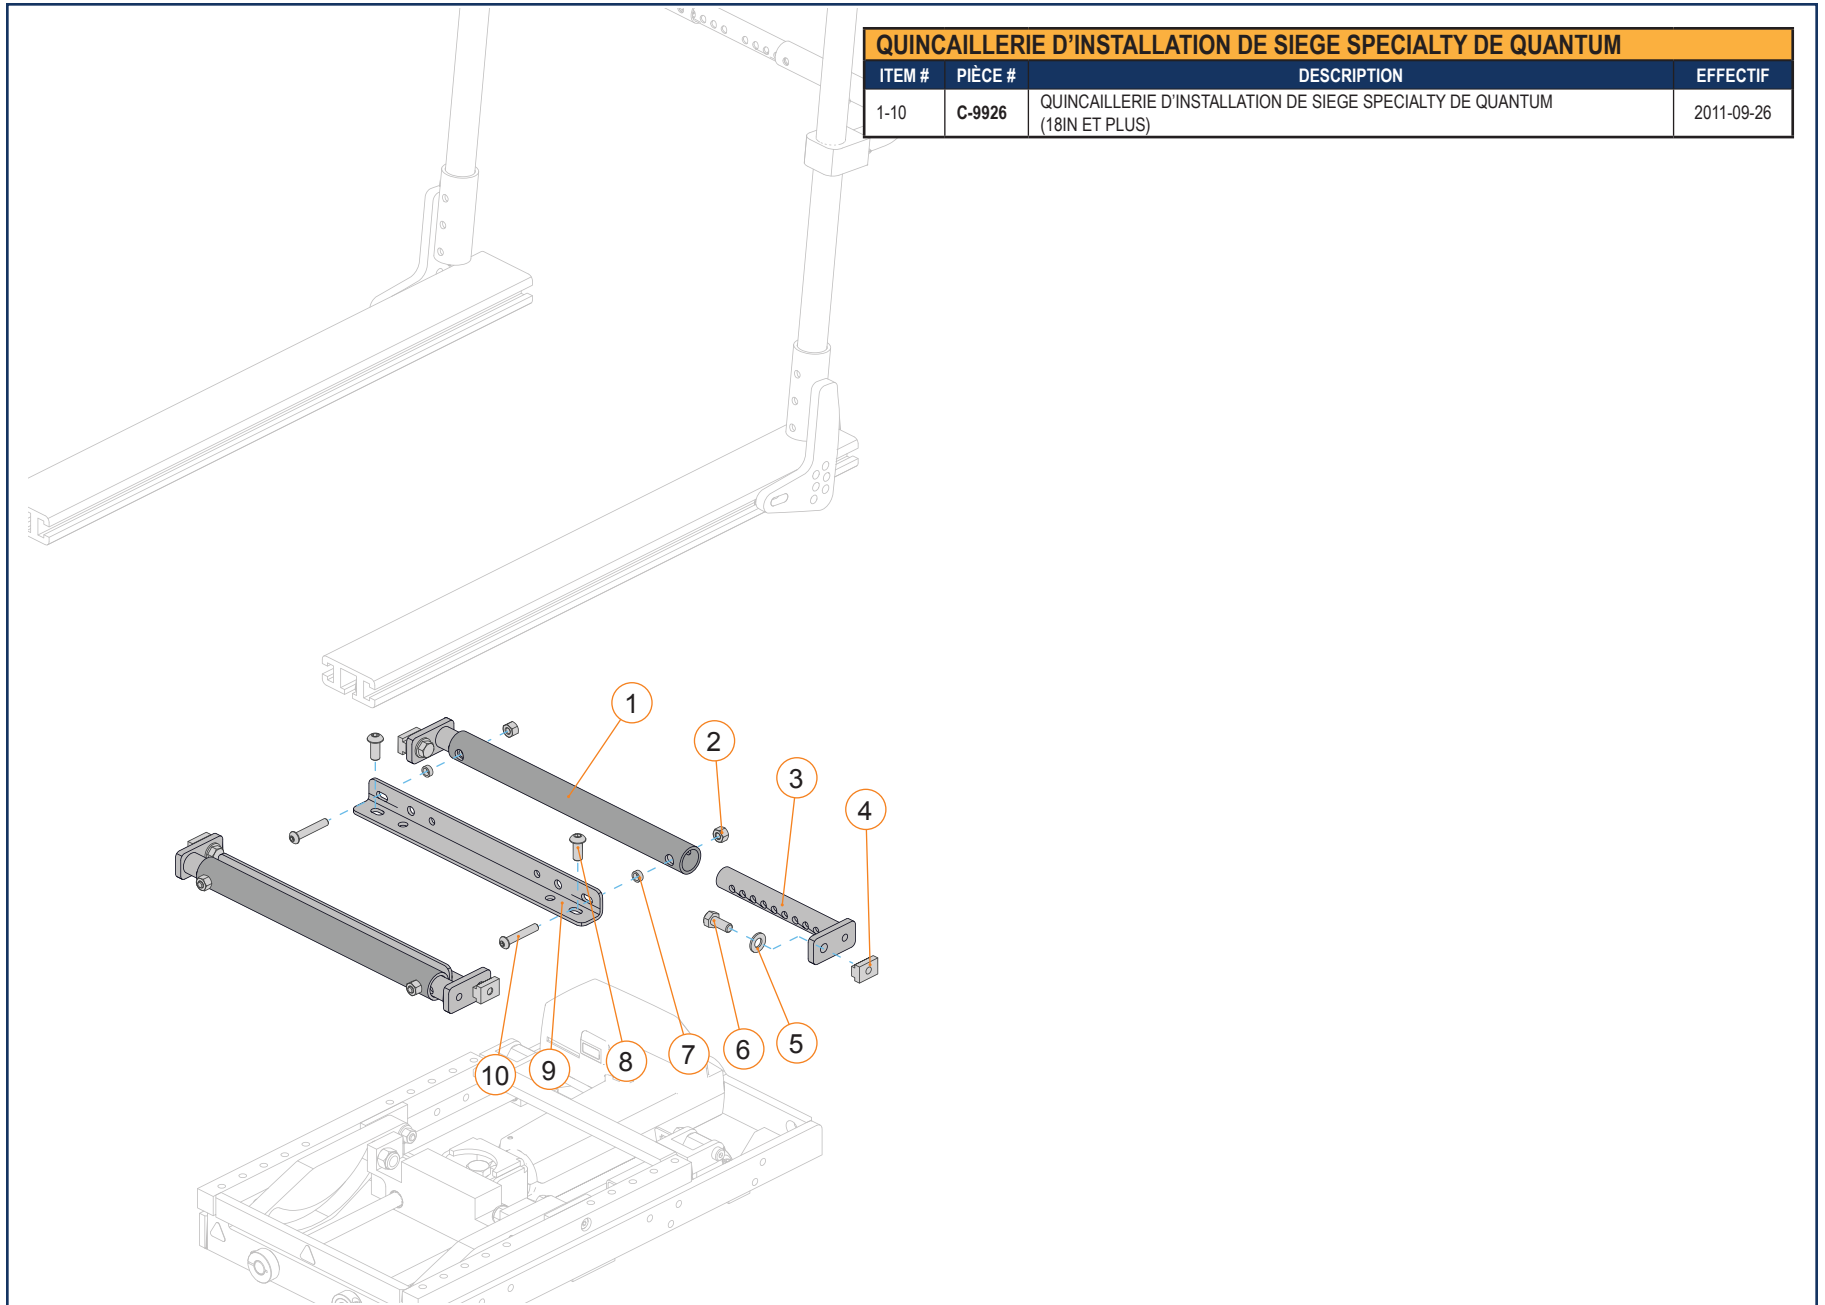 QUINCAILLERIE D'INSTALLATION DE SIEGE SPECIALTY DE QUANTUM
ITEM # PIÈCE # DESCRIPTION EFFECTIF
1-10 C-9926 QUINCAILLERIE D'INSTALLATION DE SIEGE SPECIALTY DE QUANTUM
(18IN ET PLUS) 2011-09-26
1
2
3
4
5
6
7
8
9
10